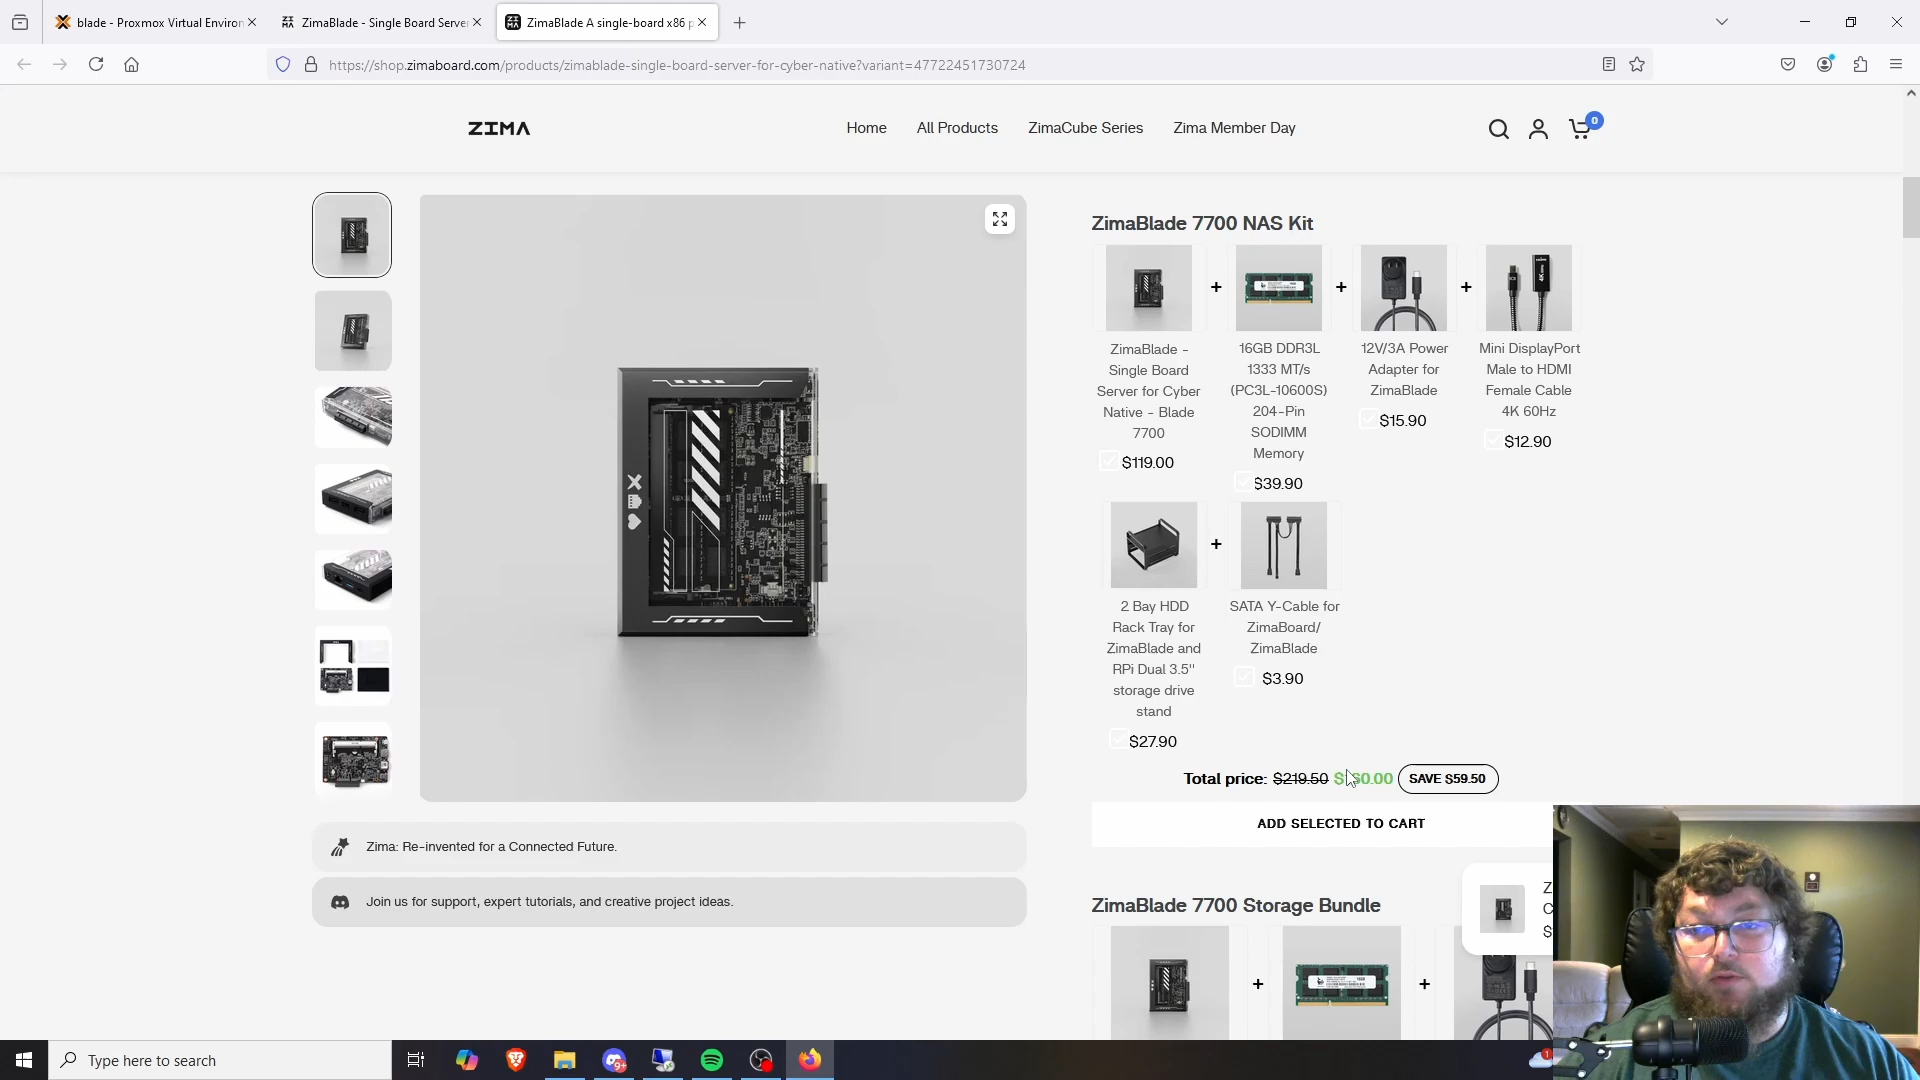 blade - Proxmox Virtual Environ
ZimaBlade - Single Board Server
ZimaBlade A single-board x86 p
https://shop.zimaboard.com/products/zimablade-single-board-server-for-cyber-native?variant=47722451730724
ZIMA
Home
All Products
ZimaCube Series
Zima Member Day
0
ZimaBlade 7700 NAS Kit
+
+
+
ZimaBlade -
Single Board
Server for Cyber
Native - Blade
7700
$119.00
16GB DDR3L
1333 MT/s
(PC3L-10600S)
204-Pin
SODIMM
Memory
$39.90
12V/3A Power
Adapter for
ZimaBlade
$15.90
Mini DisplayPort
Male to HDMI
Female Cable
4K 60Hz
$12.90
+
2 Bay HDD
Rack Tray for
ZimaBlade and
RPi Dual 3.5"
storage drive
stand
$27.90
SATA Y-Cable for
ZimaBoard/
ZimaBlade
$3.90
Total price: $219.50 SAVE $59.50
ADD SELECTED TO CART
Zima: Re-invented for a Connected Future.
Join us for support, expert tutorials, and creative project ideas.
ZimaBlade 7700 Storage Bundle
+
+
Z
C
$
Type here to search
9+
1